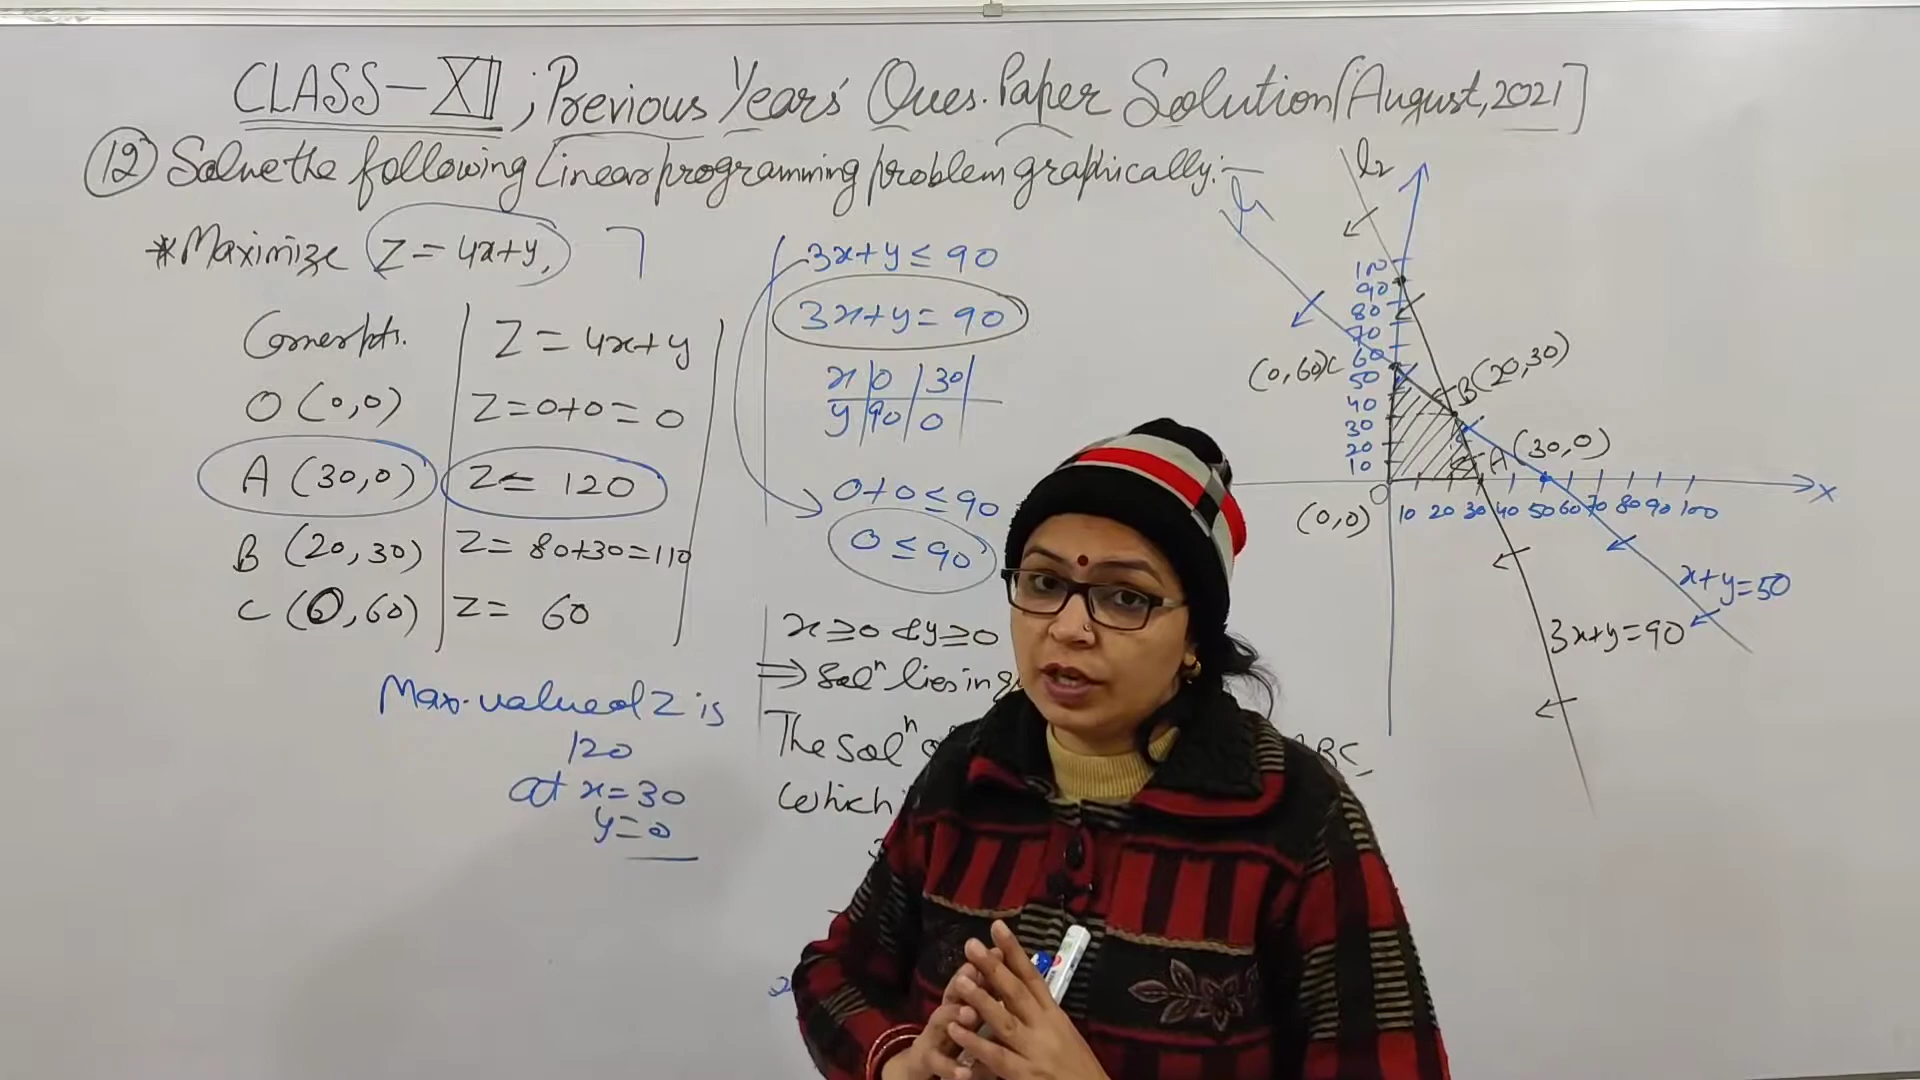 CLASS-XII; Previous Years' Ques. Paper Solution[August, 2021]
12 Solve the following Linear programming problem graphically:-
*Maximize Z = 4x+y,
Corner pts. Z = 4x+y
O (0,0) Z=0+0=0
A (30,0) Z= 120
B (20,30) Z= 80+30=110
C (0,60) Z= 60
Max. value of Z is
120
at x=30
y=0
3x+y ≤ 90
3x+y = 90
x 0 30
y 90 0
0+0 ≤ 90
0 ≤ 90
x ≥ 0 & y ≥ 0
⇒ Solⁿ lies in
The Solⁿ
BC
which
l1
l2
100
90
80
70
60
50
40
30
20
10
(0,60)C
B(20,30)
A (30,0)
O
(0,0)
10 20 30 40 50 60 70 80 90 100
x
x+y=50
3x+y=90